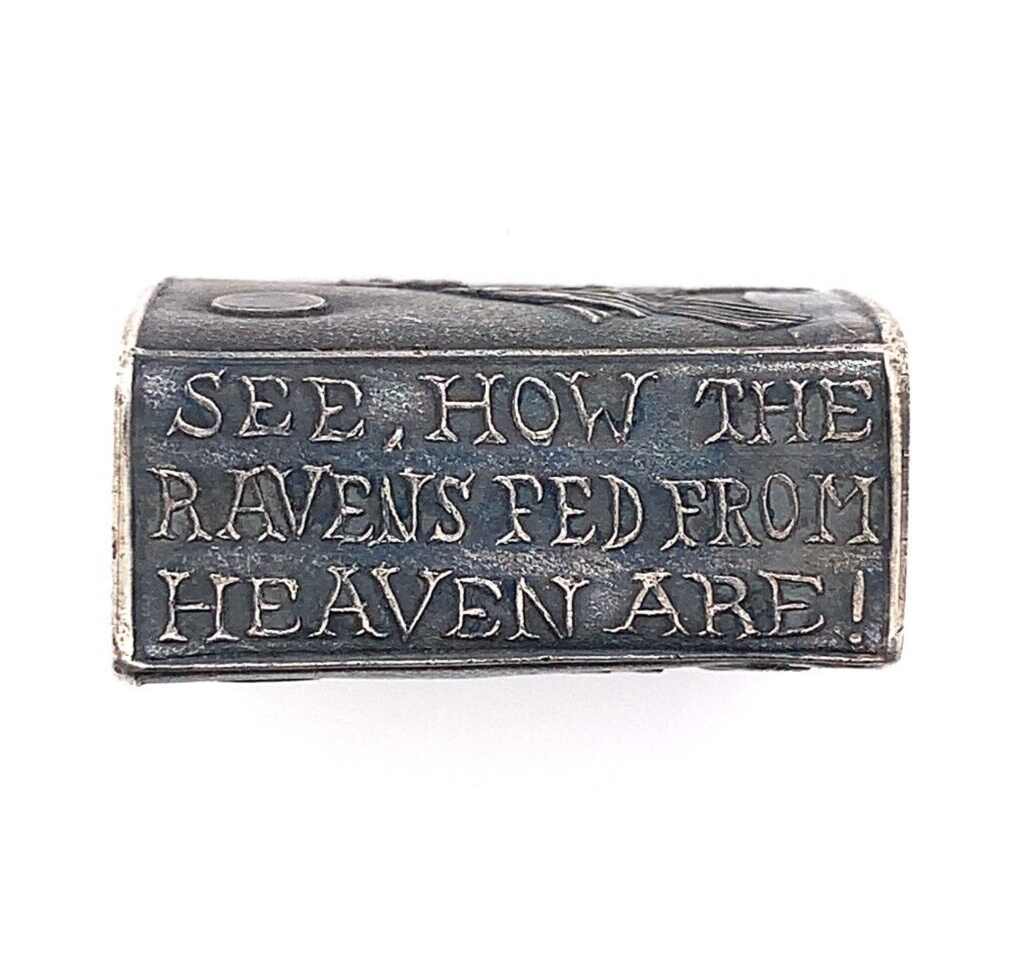 SEE, HOW THE
RAVENS FED FROM
HEAVEN ARE!